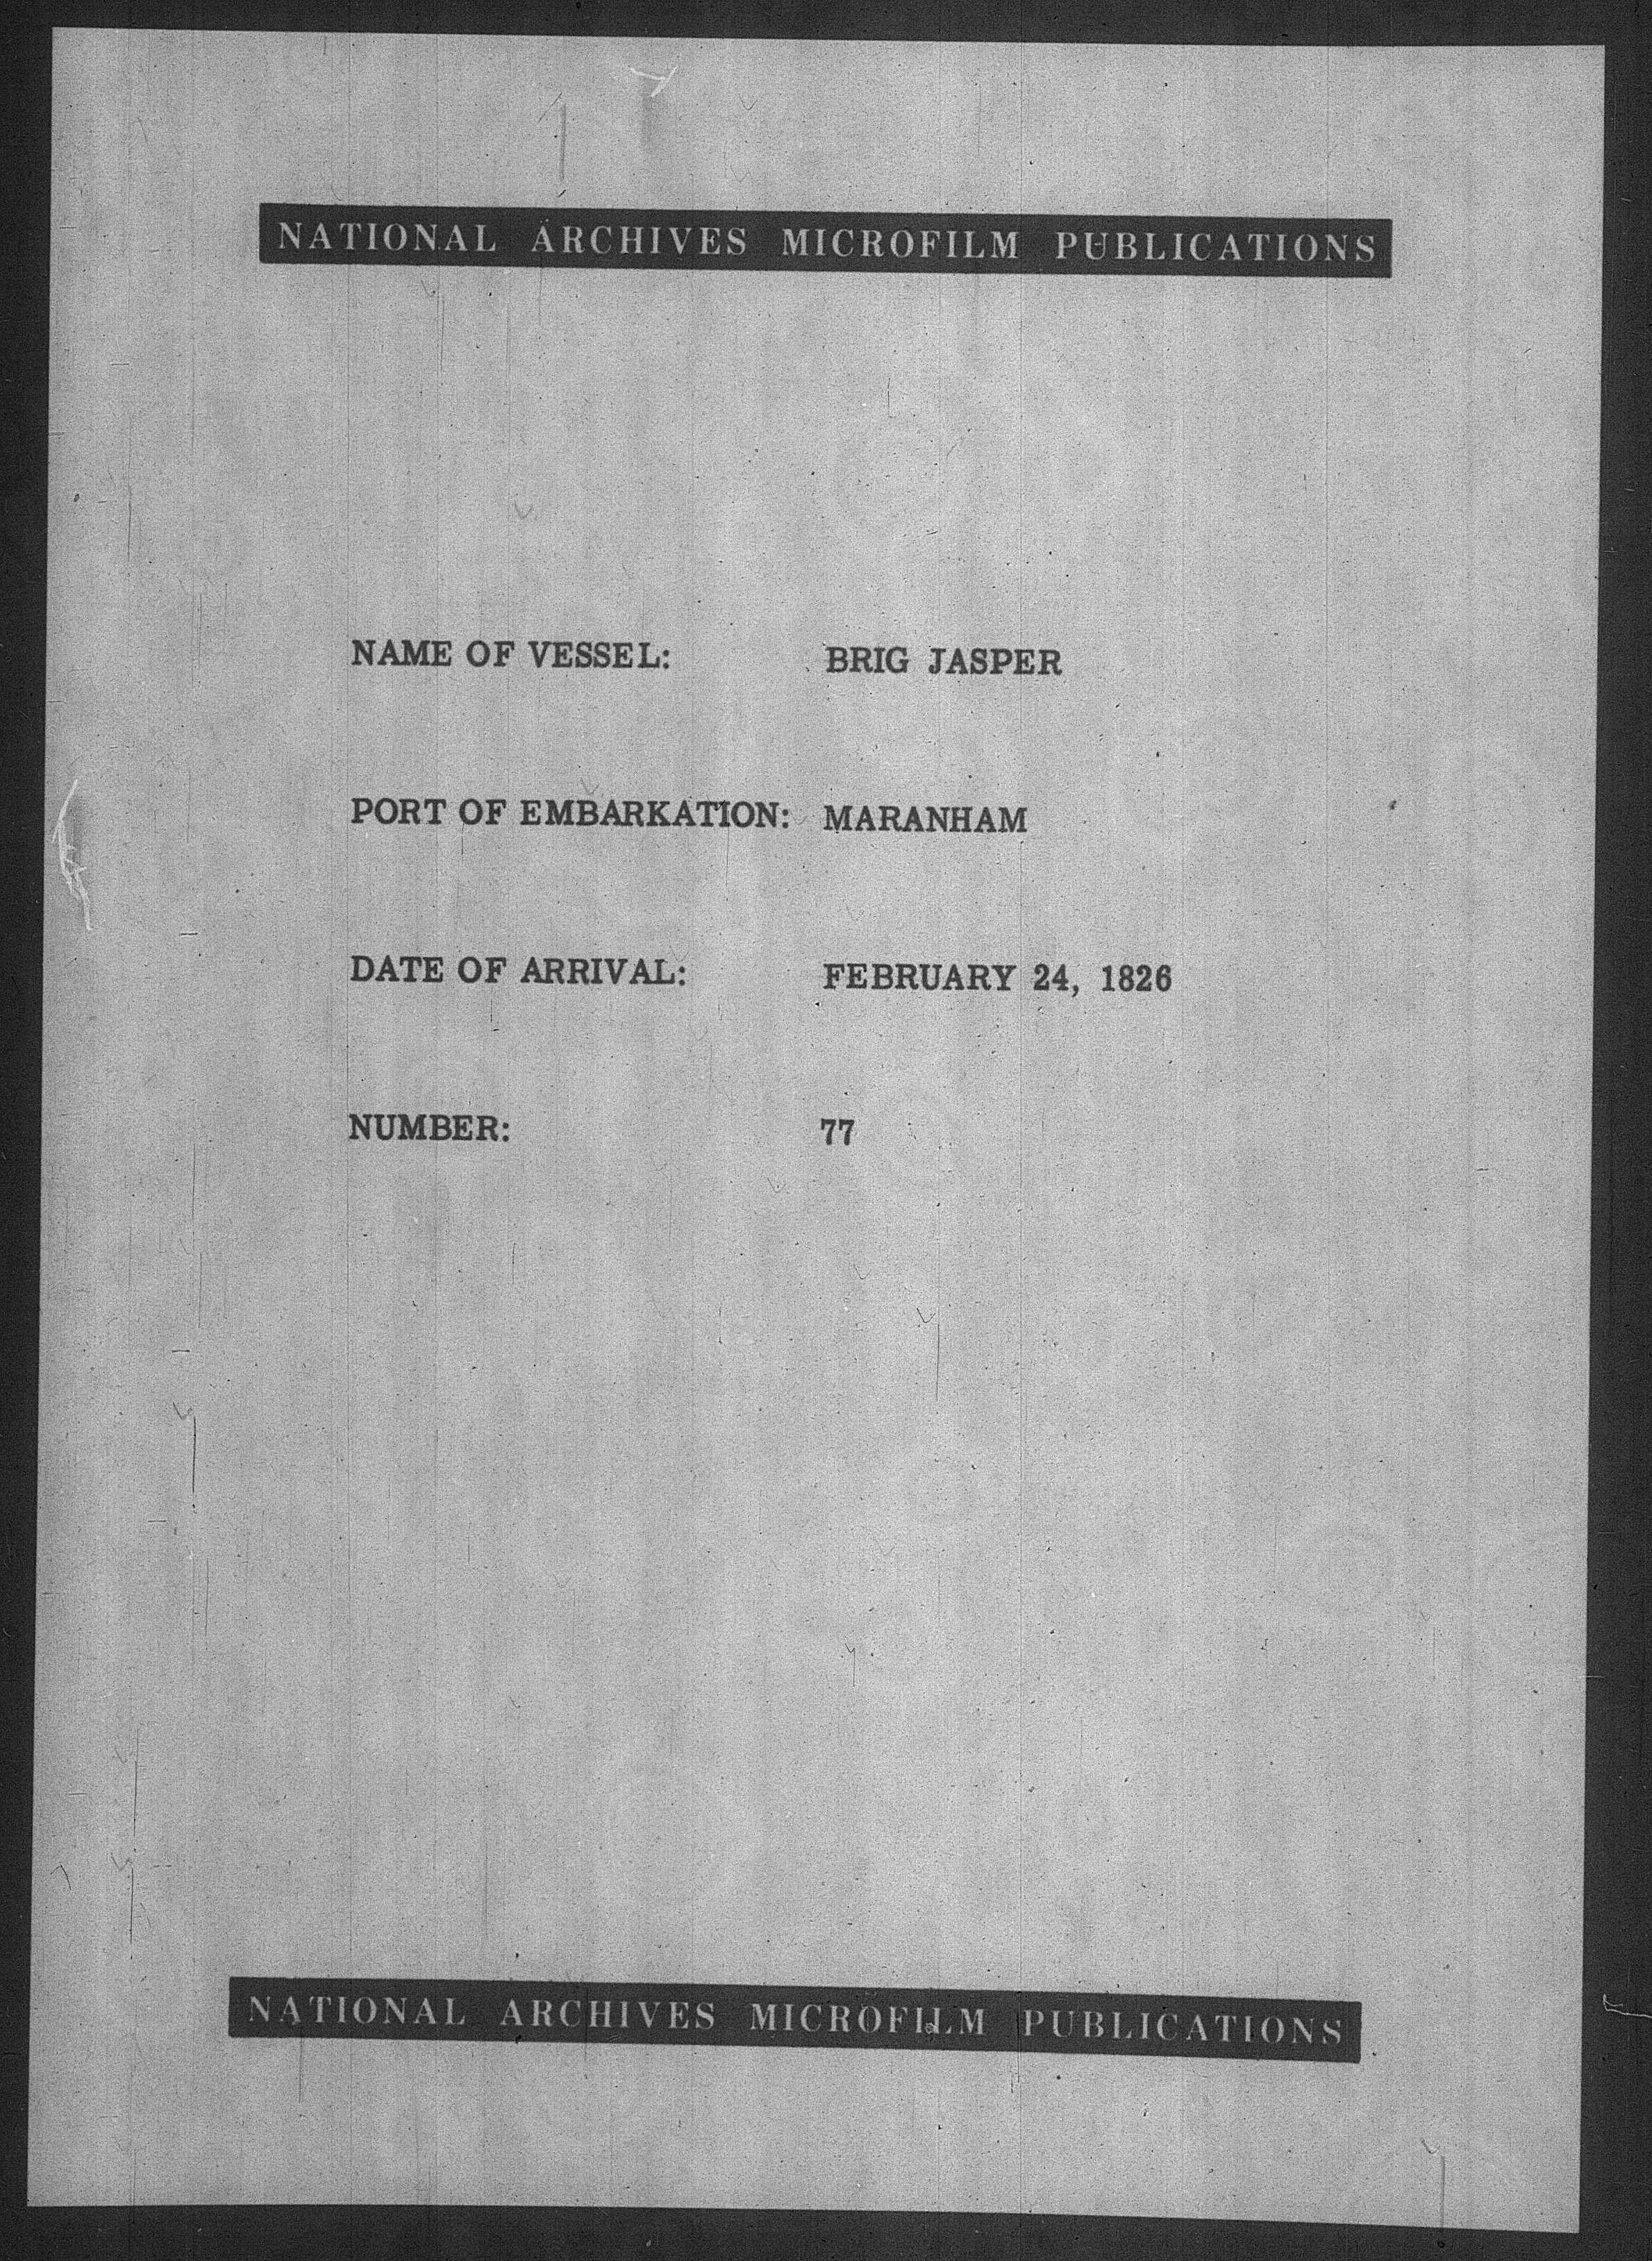 NATIONAL ARCHIVES MICROFILM PUBLICATIONS
NAME OF VESSEL: BRIG JASPER
PORT OF EMBARKATION: MARANHAM
DATE OF ARRIVAL: FEBRUARY 24, 1826
NUMBER: 77
NATIONAL ARCHIVES MICROFILM PUBLICATIONS